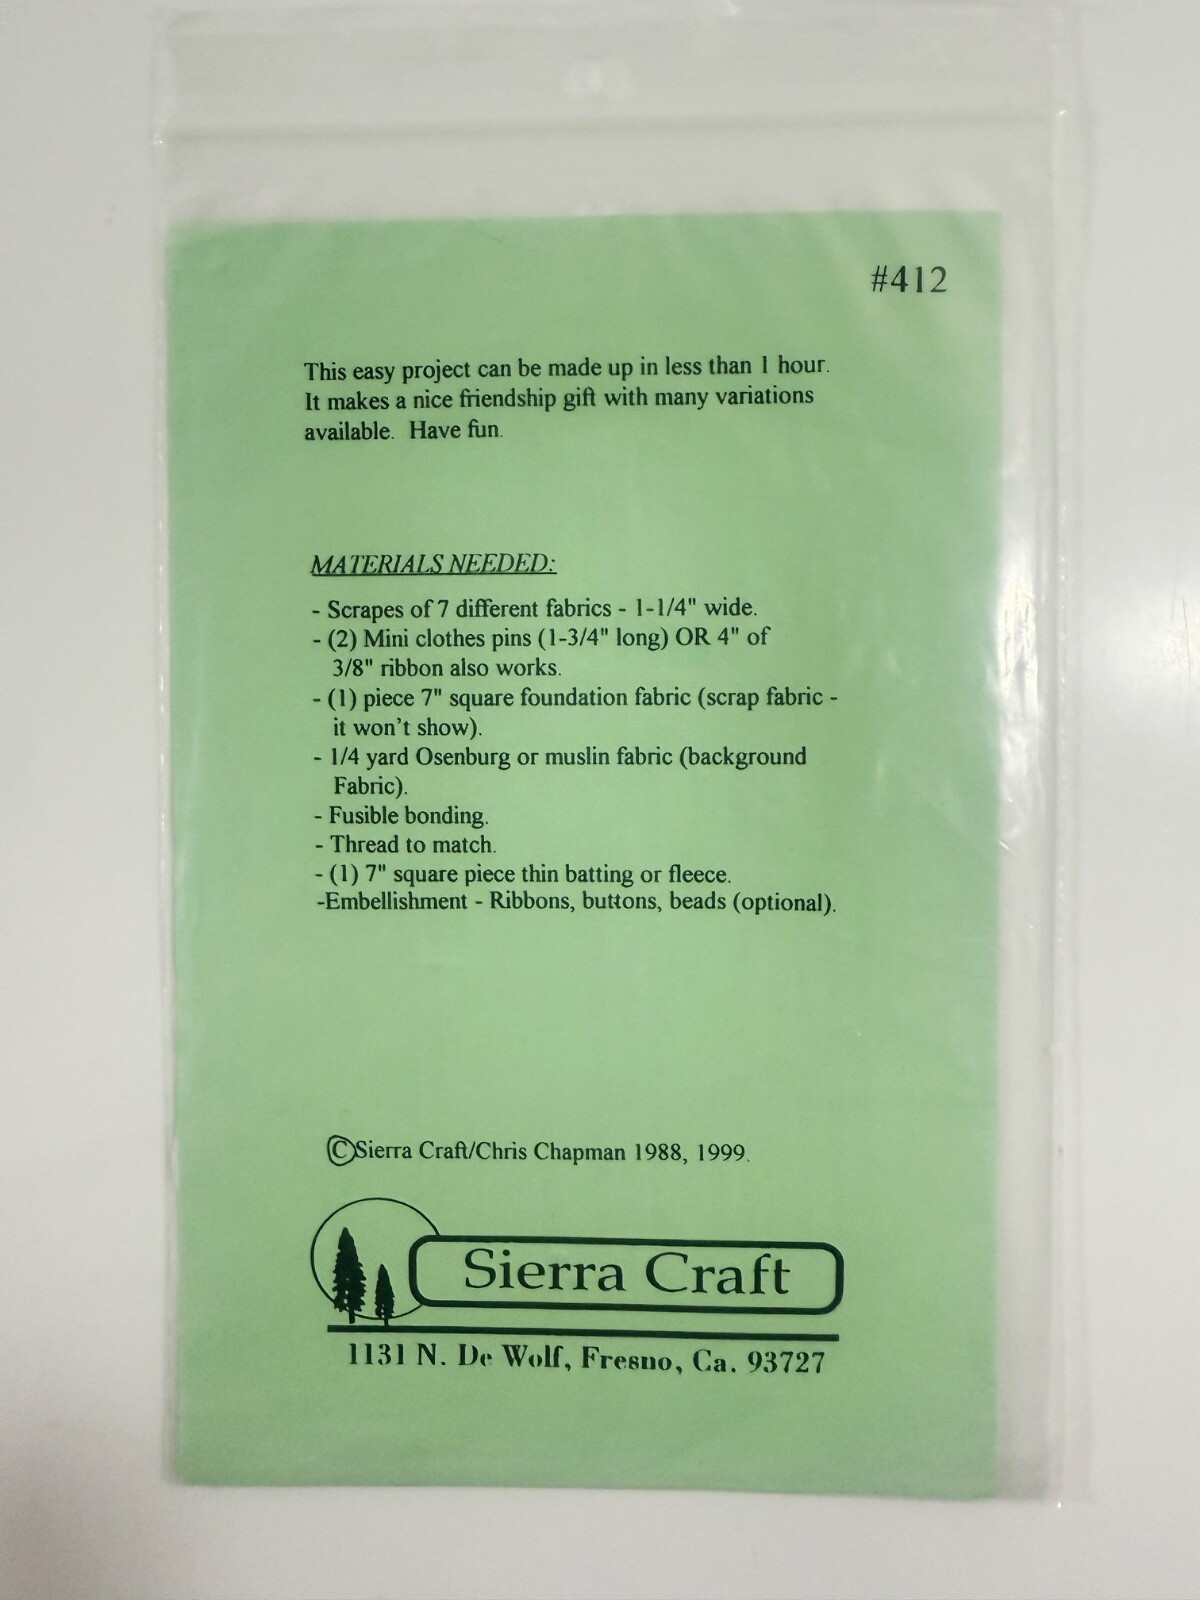 #412
This easy project can be made up in less than 1 hour.
It makes a nice friendship gift with many variations
available. Have fun.
MATERIALS NEEDED:
- Scrapes of 7 different fabrics - 1-1/4" wide.
- (2) Mini clothes pins (1-3/4" long) OR 4" of
3/8" ribbon also works.
- (1) piece 7" square foundation fabric (scrap fabric -
it won't show).
- 1/4 yard Osenburg or muslin fabric (background
Fabric).
- Fusible bonding.
- Thread to match.
- (1) 7" square piece thin batting or fleece.
-Embellishment - Ribbons, buttons, beads (optional).
©Sierra Craft/Chris Chapman 1988, 1999.
Sierra Craft
1131 N. De Wolf, Fresno, Ca. 93727